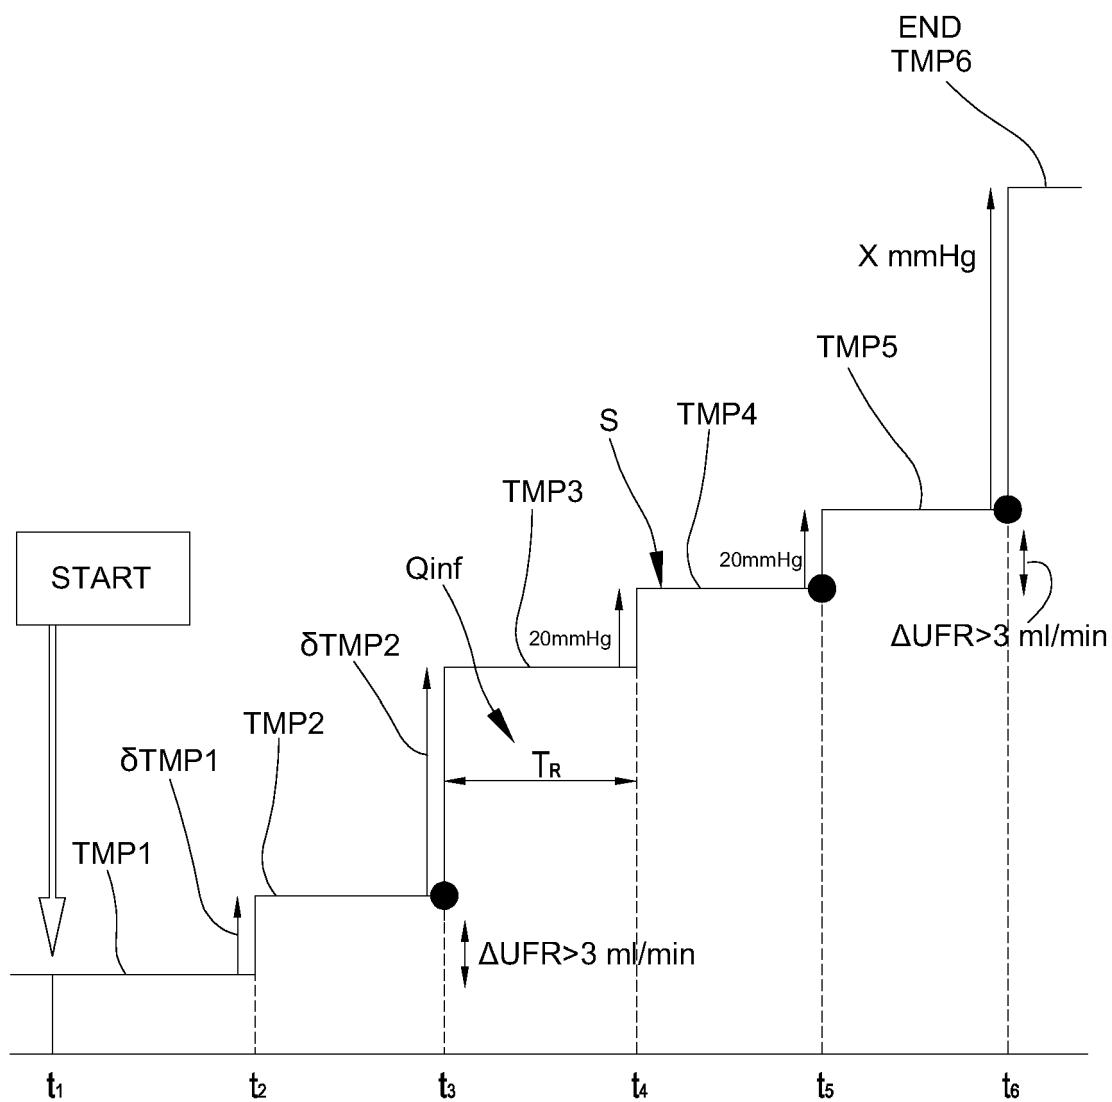 END
TMP6
X mmHg
TMP5
S
TMP4
TMP3
20mmHg
START
Qinf
20mmHg
ΔUFR>3 ml/min
δTMP2
TMP2
δTMP1
TR
TMP1
ΔUFR>3 ml/min
t1 t2 t3 t4 t5 t6